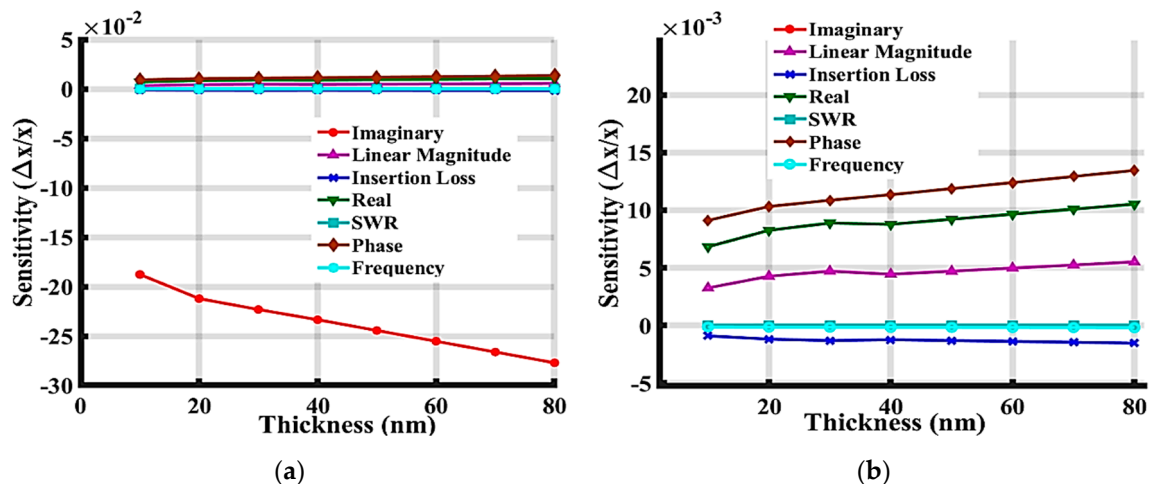 ×10⁻²
5
0
-5
-10
-15
-20
-25
-30
Sensitivity (Δx/x)
Imaginary
Linear Magnitude
Insertion Loss
Real
SWR
Phase
Frequency
0 20 40 60 80
Thickness (nm)
(a)
×10⁻³
20
15
10
5
0
-5
Sensitivity (Δx/x)
Imaginary
Linear Magnitude
Insertion Loss
Real
SWR
Phase
Frequency
20 40 60 80
Thickness (nm)
(b)